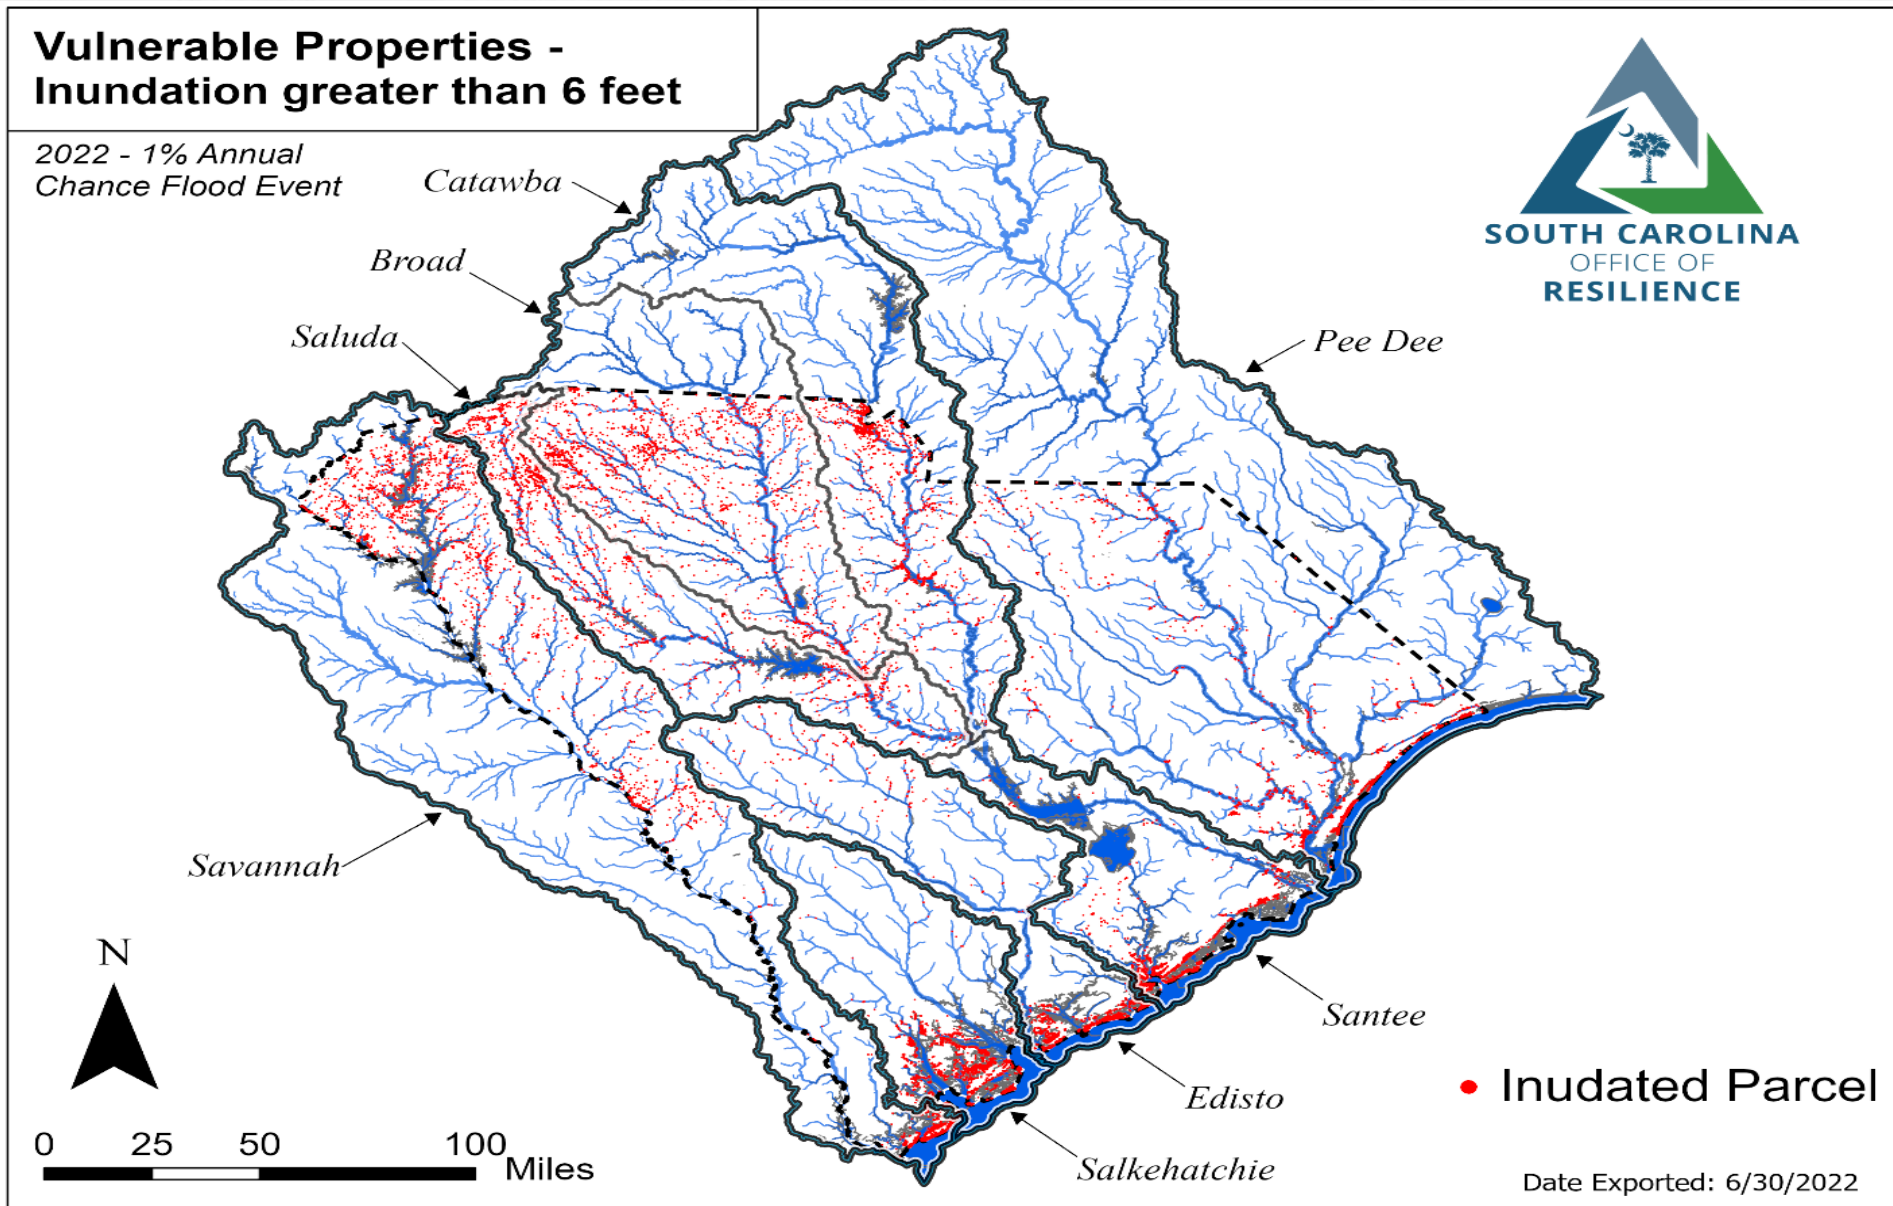 Vulnerable Properties -
Inundation greater than 6 feet
2022 - 1% Annual
Chance Flood Event
Catawba
Broad
Saluda
Pee Dee
SOUTH CAROLINA
OFFICE OF
RESILIENCE
Savannah
N
Santee
Edisto
Salkehatchie
Inudated Parcel
0 25 50 100
Miles
Date Exported: 6/30/2022